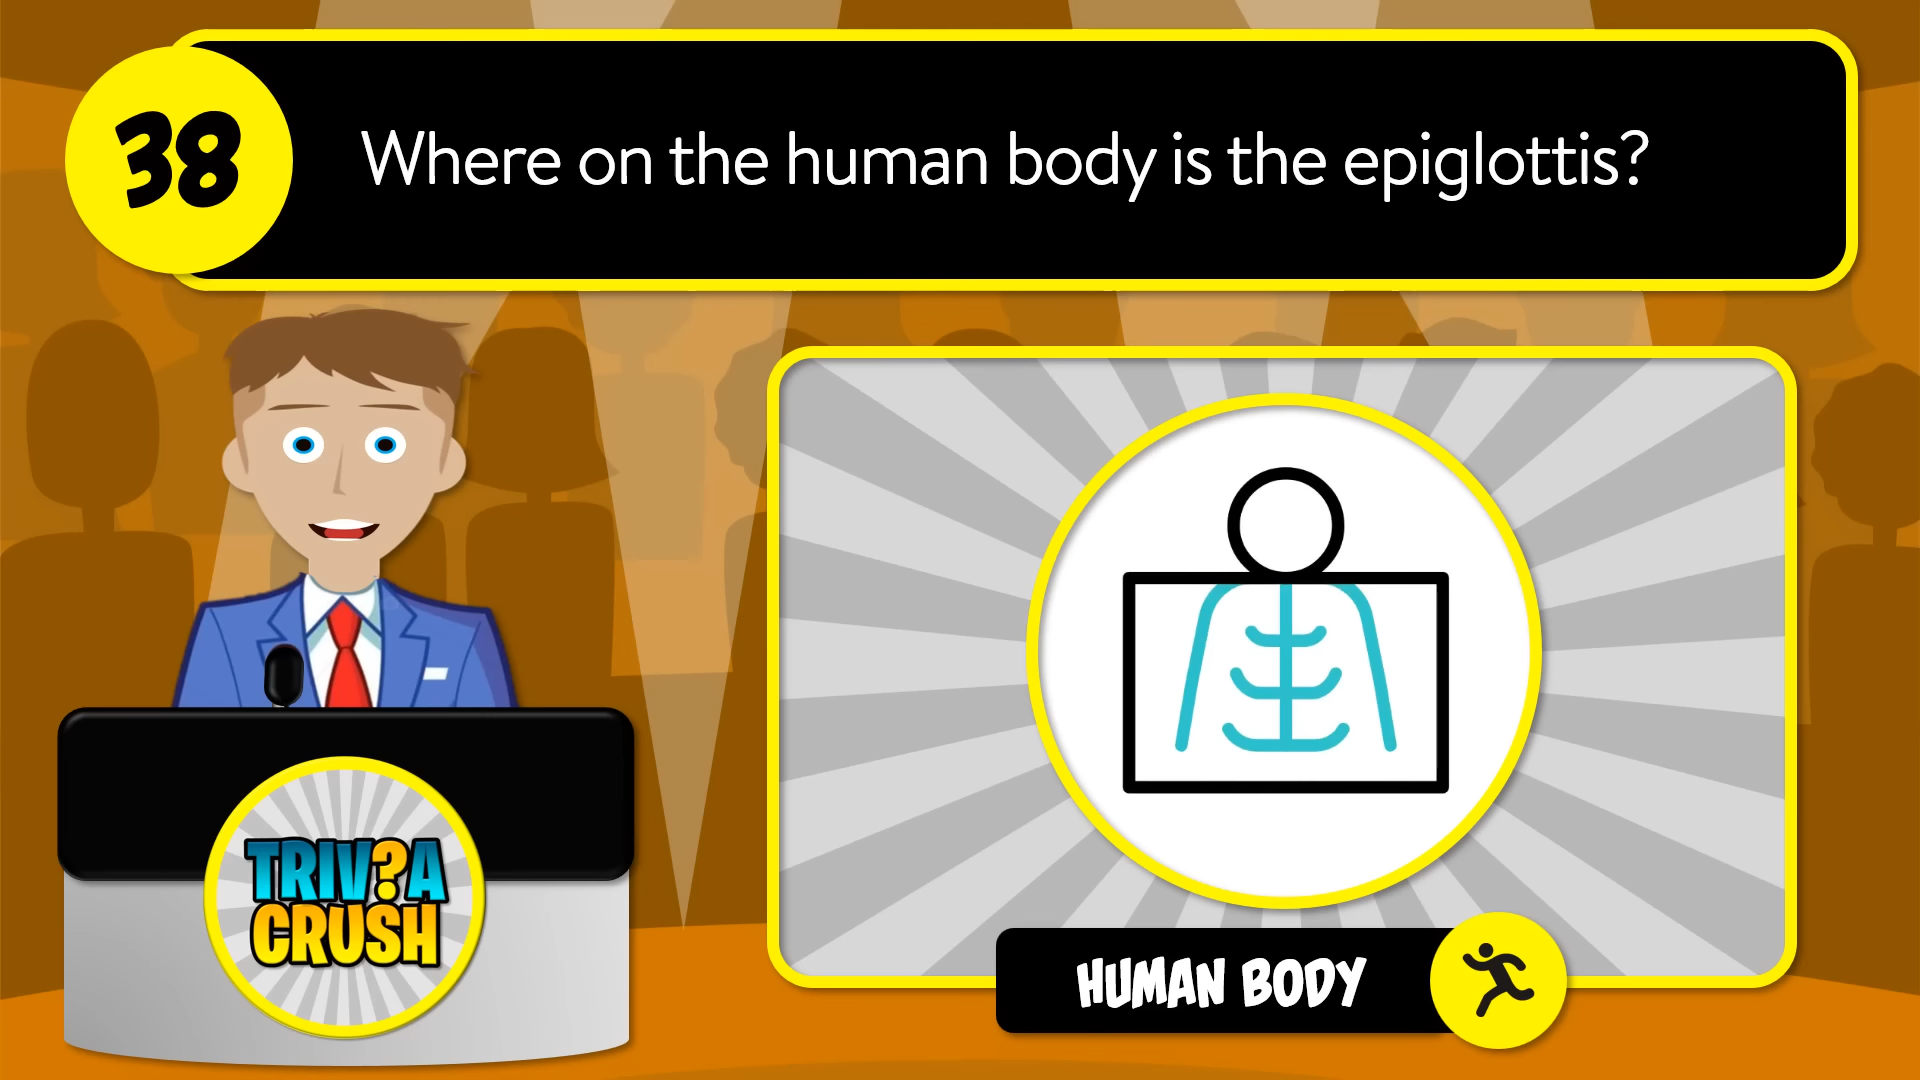 38
Where on the human body is the epiglottis?
TRIV?A
CRUSH
HUMAN BODY